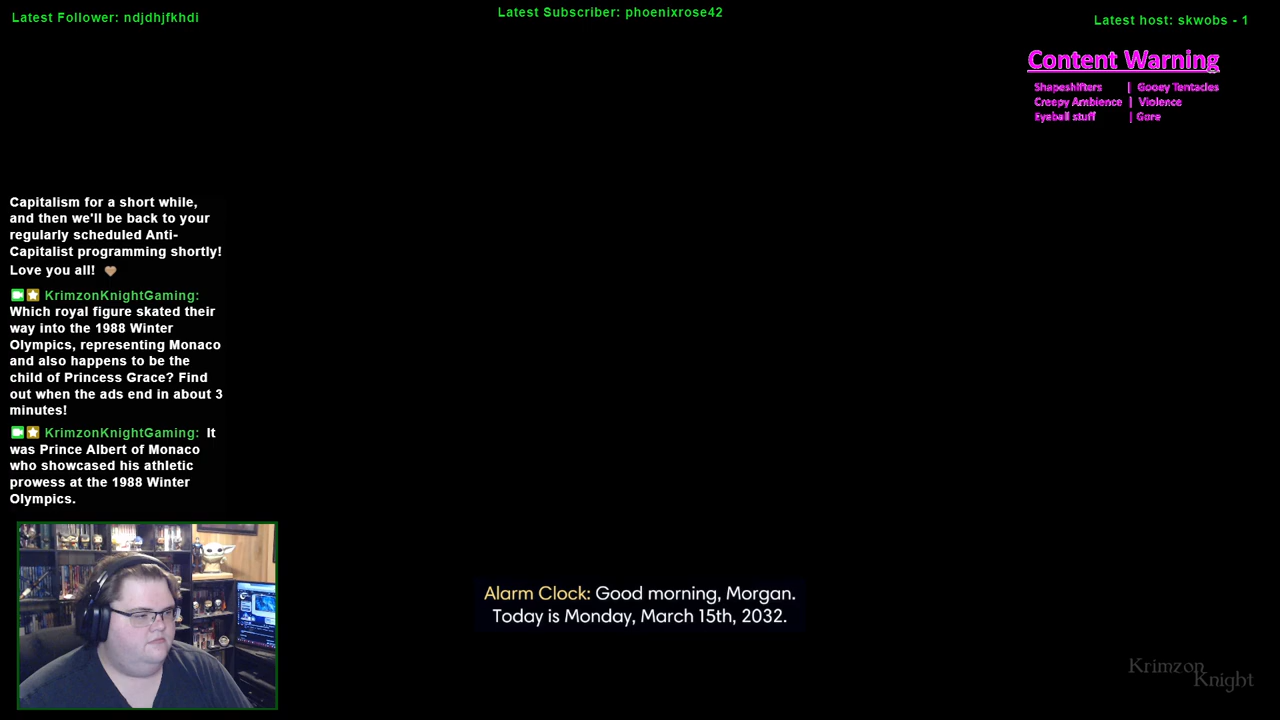 Latest Follower: ndjdhjfkhdi
Latest Subscriber: phoenixrose42
Latest host: skwobs - 1
Content Warning
Shapeshifters | Gooey Tentacles
Creepy Ambience | Violence
Eyeball stuff | Gore
Capitalism for a short while,
and then we'll be back to your
regularly scheduled Anti-
Capitalist programming shortly!
Love you all!
KrimzonKnightGaming:
Which royal figure skated their
way into the 1988 Winter
Olympics, representing Monaco
and also happens to be the
child of Princess Grace? Find
out when the ads end in about 3
minutes!
KrimzonKnightGaming: It
was Prince Albert of Monaco
who showcased his athletic
prowess at the 1988 Winter
Olympics.
Alarm Clock: Good morning, Morgan.
Today is Monday, March 15th, 2032.
Krimzon
Knight